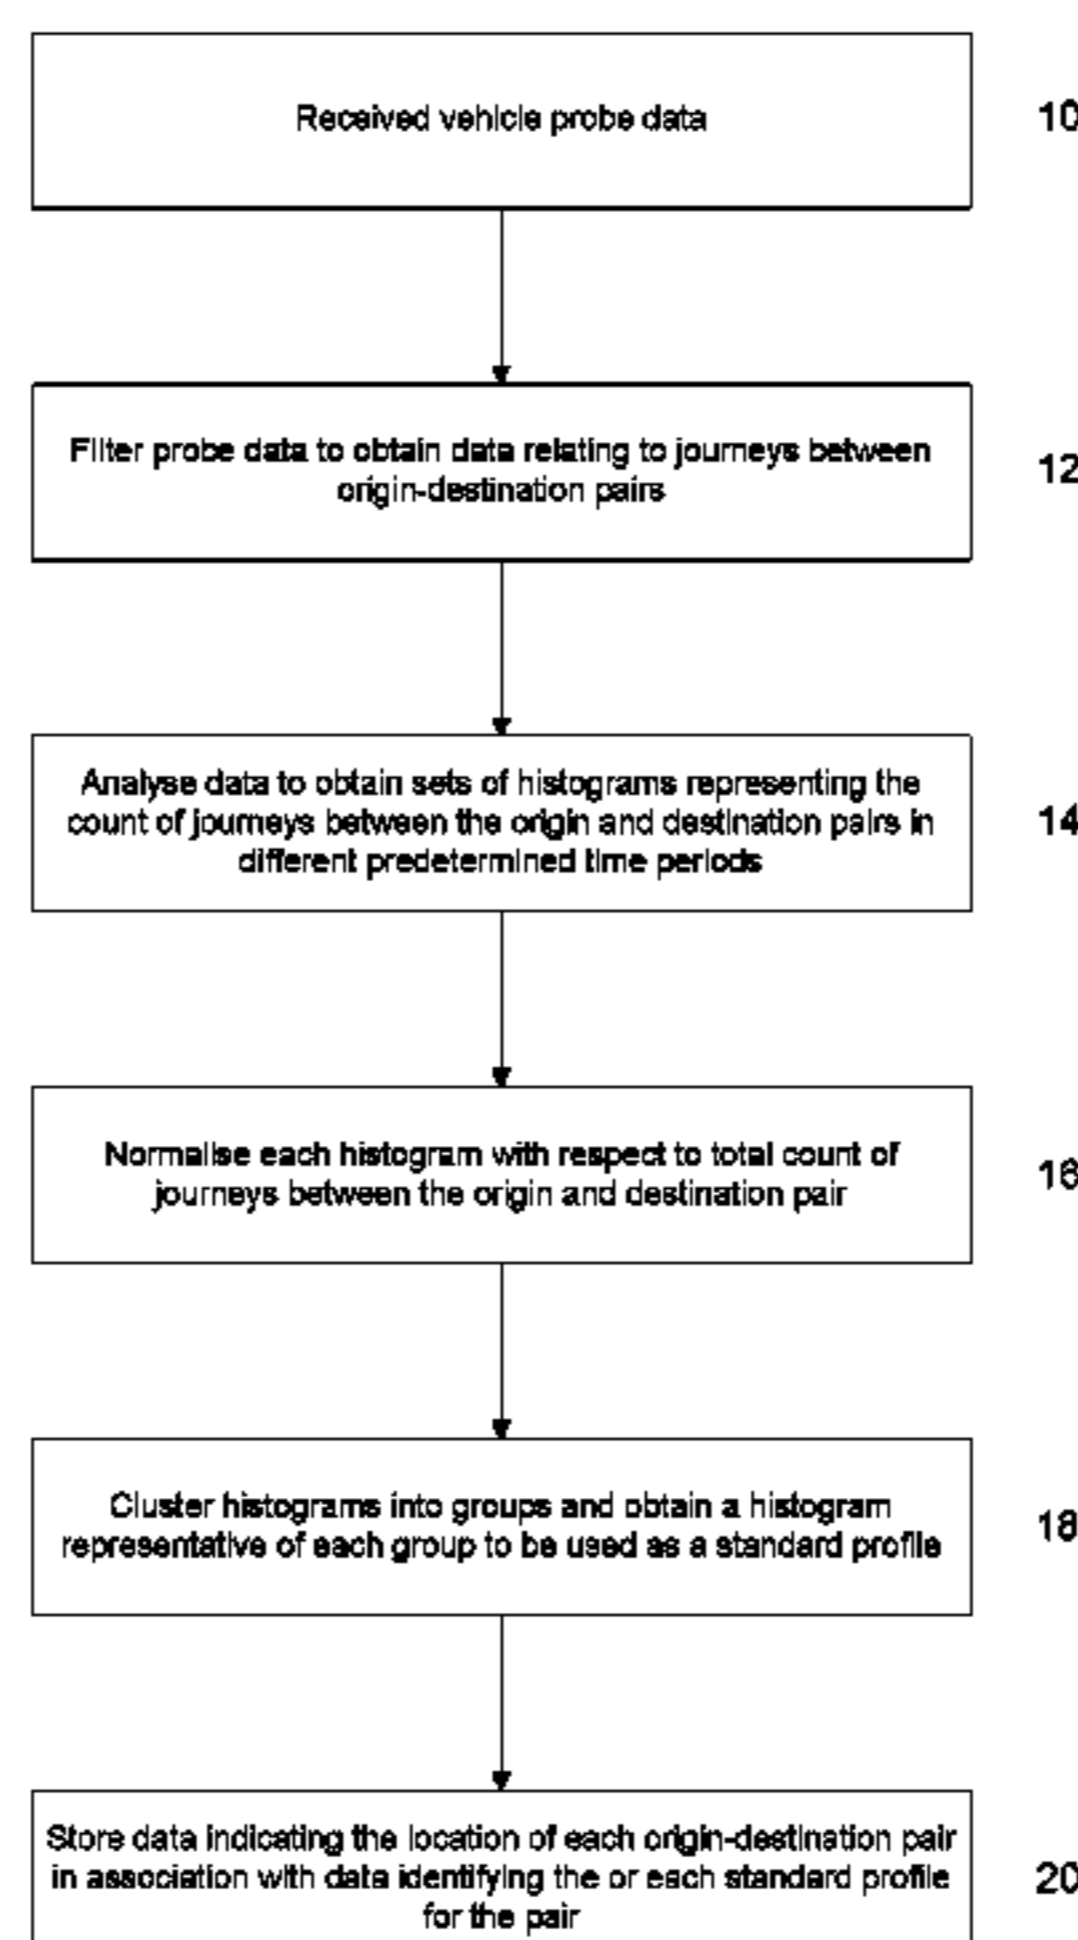 Received vehicle probe data
10
Filter probe data to obtain data relating to journeys between
origin-destination pairs
12
Analyse data to obtain sets of histograms representing the
count of journeys between the origin and destination pairs in
different predetermined time periods
14
Normalise each histogram with respect to total count of
journeys between the origin and destination pair
16
Cluster histograms into groups and obtain a histogram
representative of each group to be used as a standard profile
18
Store data indicating the location of each origin-destination pair
in association with data identifying the or each standard profile
for the pair
20